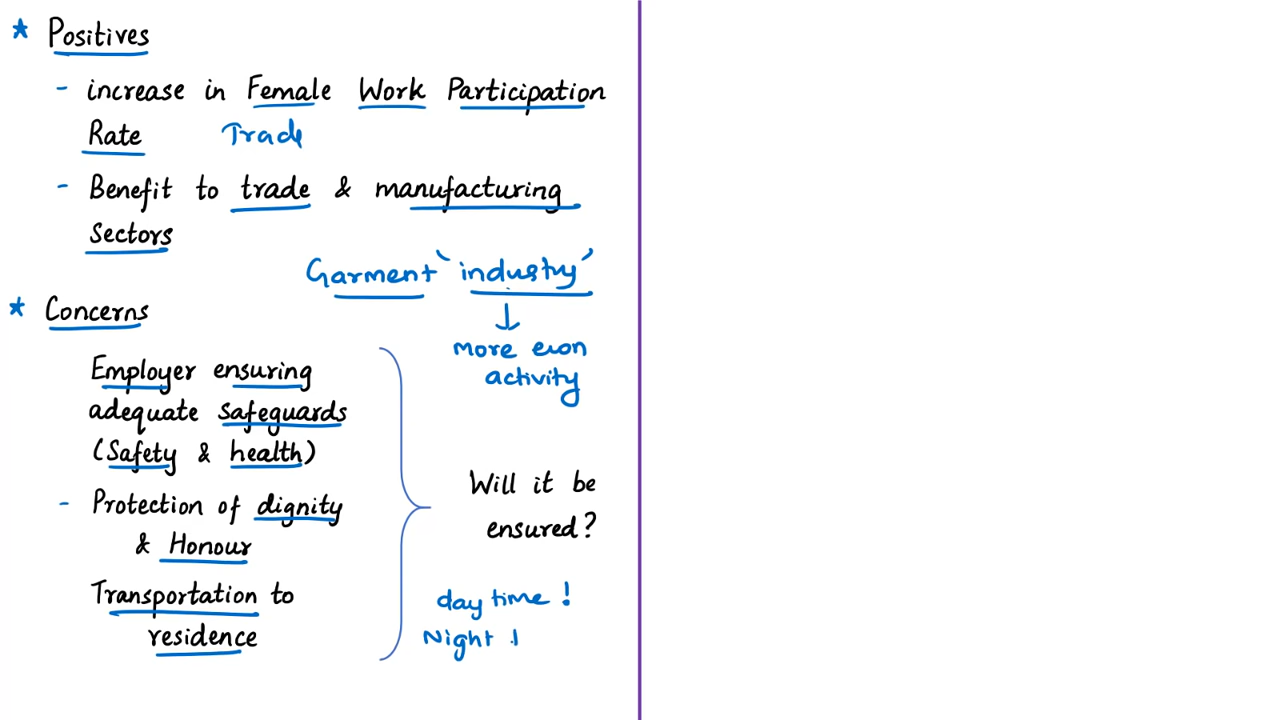 * Positives
- increase in Female Work Participation
Rate Trade
- Benefit to trade & manufacturing
Sectors
Garment 'industry'
↓
more econ
activity
* Concerns
Employer ensuring
adequate safeguards
(Safety & health)
- Protection of dignity
& Honour
Transportation to
residence
Will it be
ensured?
day time !
Night